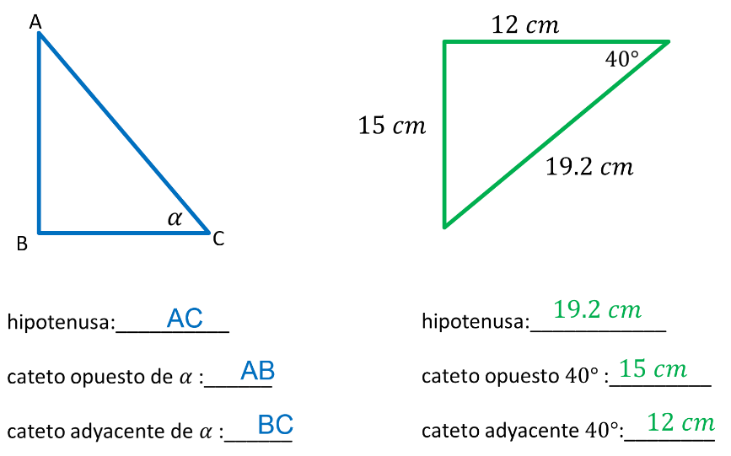 A
α
B
C
12 cm
40°
15 cm
19.2 cm
hipotenusa: AC
cateto opuesto de α : AB
cateto adyacente de α : BC
hipotenusa: 19.2 cm
cateto opuesto 40° : 15 cm
cateto adyacente 40°: 12 cm